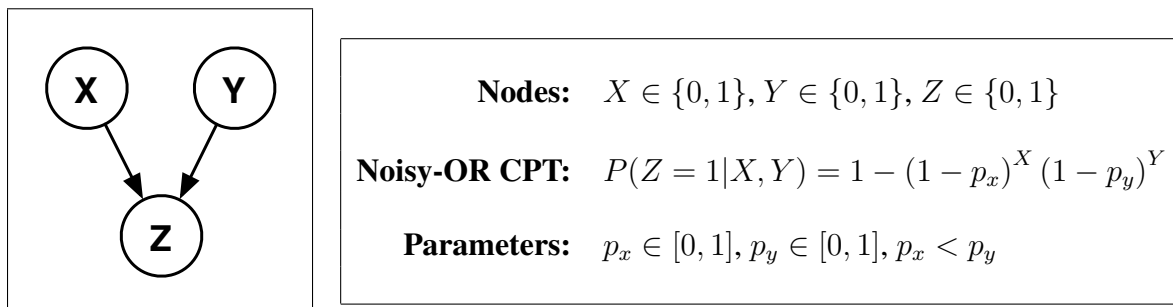 X Y
Z
Nodes: X ∈ {0, 1}, Y ∈ {0, 1}, Z ∈ {0, 1}
Noisy-OR CPT: P(Z = 1|X, Y) = 1 − (1 − p_x)^X (1 − p_y)^Y
Parameters: p_x ∈ [0, 1], p_y ∈ [0, 1], p_x < p_y